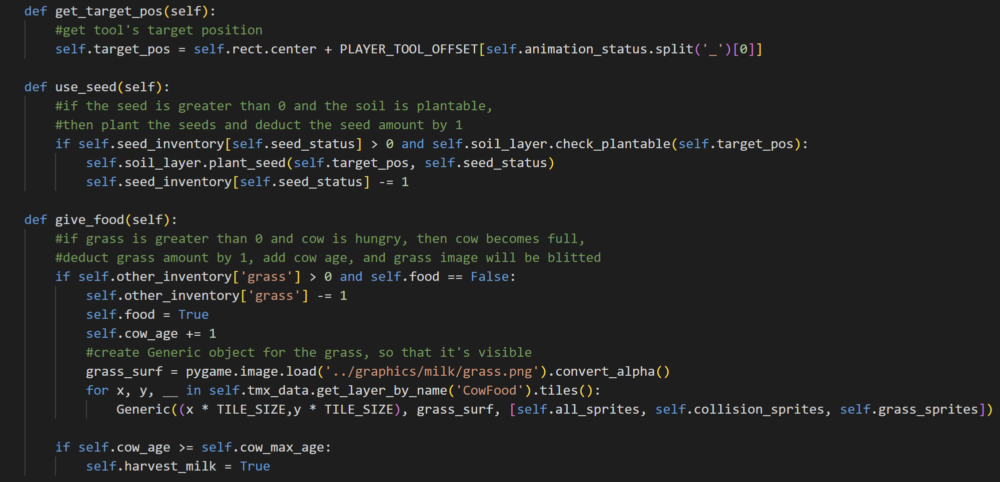 def get_target_pos(self):
    #get tool's target position
    self.target_pos = self.rect.center + PLAYER_TOOL_OFFSET[self.animation_status.split('_')[0]]

def use_seed(self):
    #if the seed is greater than 0 and the soil is plantable,
    #then plant the seeds and deduct the seed amount by 1
    if self.seed_inventory[self.seed_status] > 0 and self.soil_layer.check_plantable(self.target_pos):
        self.soil_layer.plant_seed(self.target_pos, self.seed_status)
        self.seed_inventory[self.seed_status] -= 1

def give_food(self):
    #if grass is greater than 0 and cow is hungry, then cow becomes full,
    #deduct grass amount by 1, add cow age, and grass image will be blitted
    if self.other_inventory['grass'] > 0 and self.food == False:
        self.other_inventory['grass'] -= 1
        self.food = True
        self.cow_age += 1
        #create Generic object for the grass, so that it's visible
        grass_surf = pygame.image.load('../graphics/milk/grass.png').convert_alpha()
        for x, y, __ in self.tmx_data.get_layer_by_name('CowFood').tiles():
            Generic((x * TILE_SIZE,y * TILE_SIZE), grass_surf, [self.all_sprites, self.collision_sprites, self.grass_sprites])

    if self.cow_age >= self.cow_max_age:
        self.harvest_milk = True